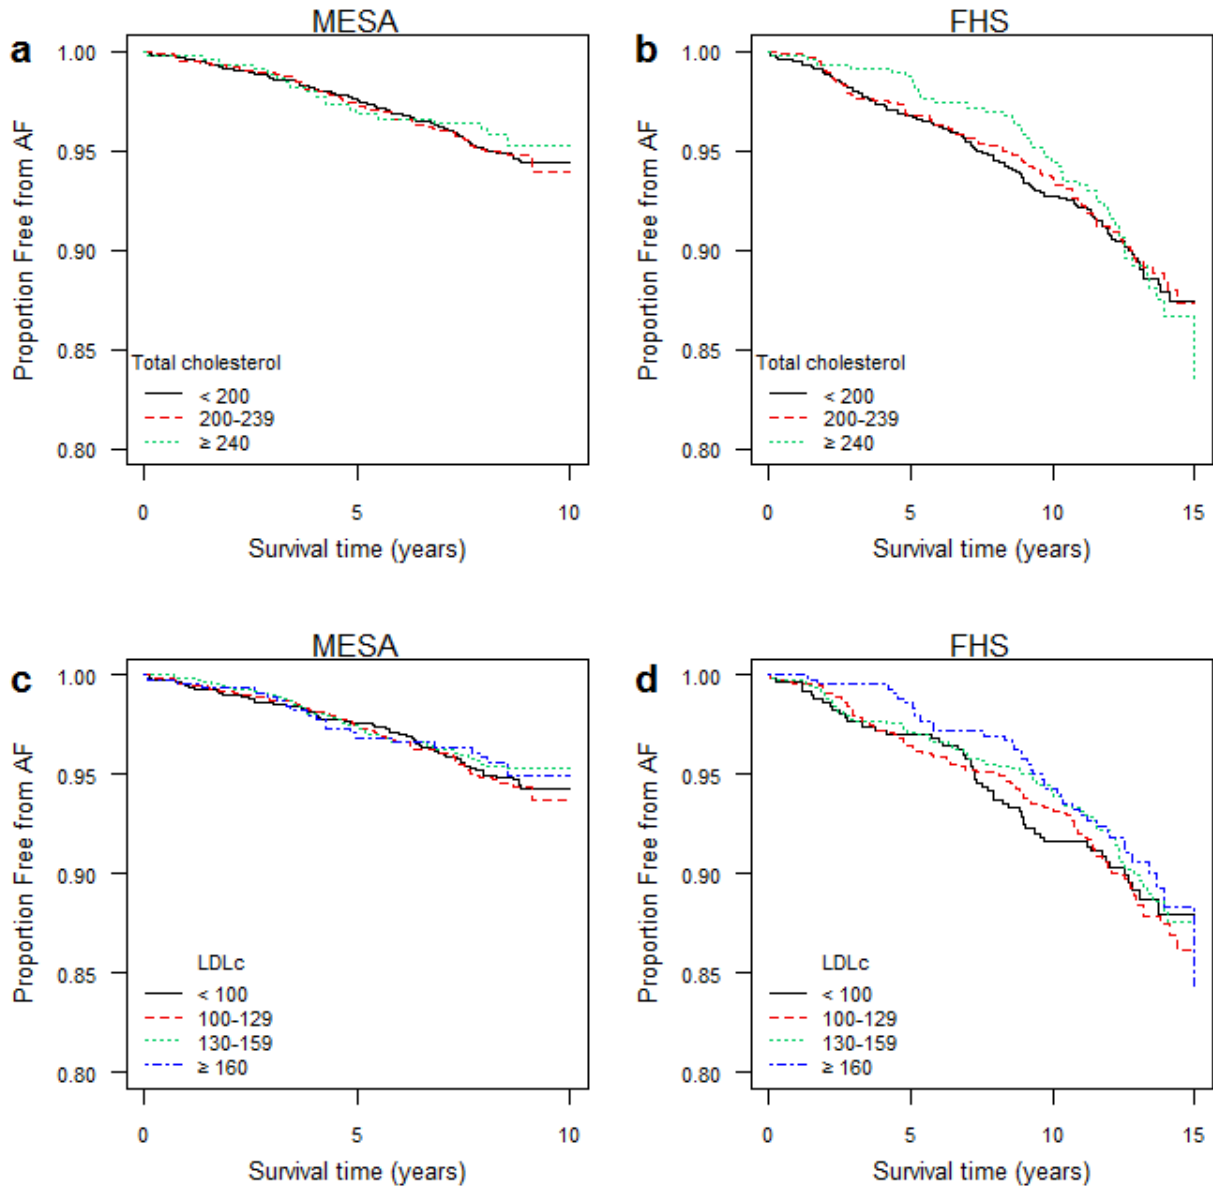 a
MESA
Proportion Free from AF
1.00
0.95
0.90
0.85
0.80
Total cholesterol
< 200
200-239
≥ 240
0
5
10
Survival time (years)
b
FHS
Proportion Free from AF
1.00
0.95
0.90
0.85
0.80
Total cholesterol
< 200
200-239
≥ 240
0
5
10
15
Survival time (years)
c
MESA
Proportion Free from AF
1.00
0.95
0.90
0.85
0.80
LDLc
< 100
100-129
130-159
≥ 160
0
5
10
Survival time (years)
d
FHS
Proportion Free from AF
1.00
0.95
0.90
0.85
0.80
LDLc
< 100
100-129
130-159
≥ 160
0
5
10
15
Survival time (years)